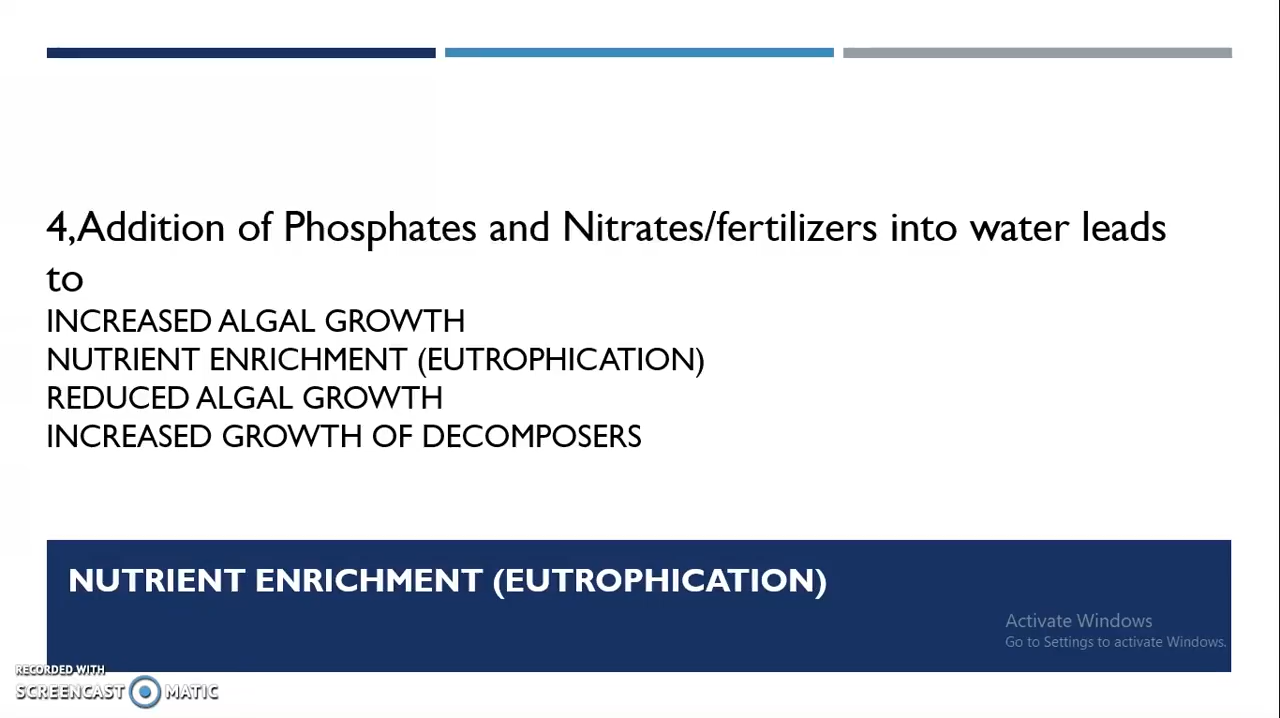 4,Addition of Phosphates and Nitrates/fertilizers into water leads
to
INCREASED ALGAL GROWTH
NUTRIENT ENRICHMENT (EUTROPHICATION)
REDUCED ALGAL GROWTH
INCREASED GROWTH OF DECOMPOSERS
NUTRIENT ENRICHMENT (EUTROPHICATION)
Activate Windows
Go to Settings to activate Windows.
RECORDED WITH
SCREENCAST MATIC